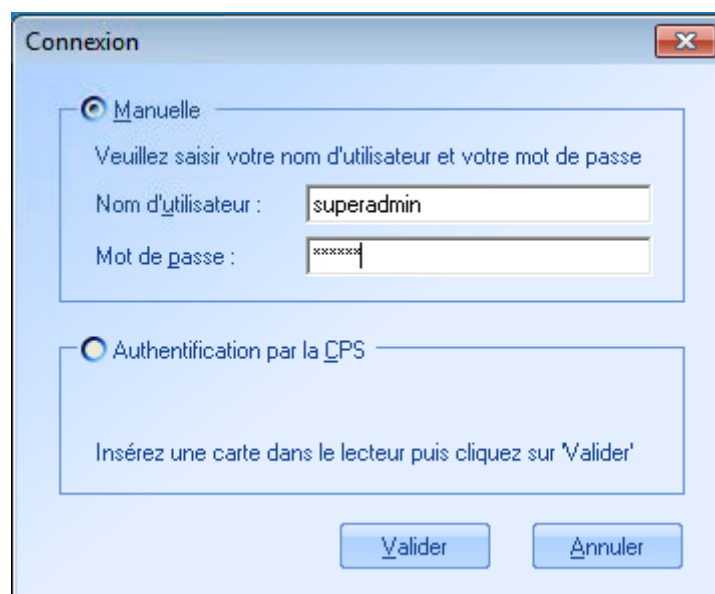 Connexion
Manuelle
Veuillez saisir votre nom d'utilisateur et votre mot de passe
Nom d'utilisateur :
superadmin
Mot de passe :
××××××
Authentification par la CPS
Insérez une carte dans le lecteur puis cliquez sur 'Valider'
Valider
Annuler